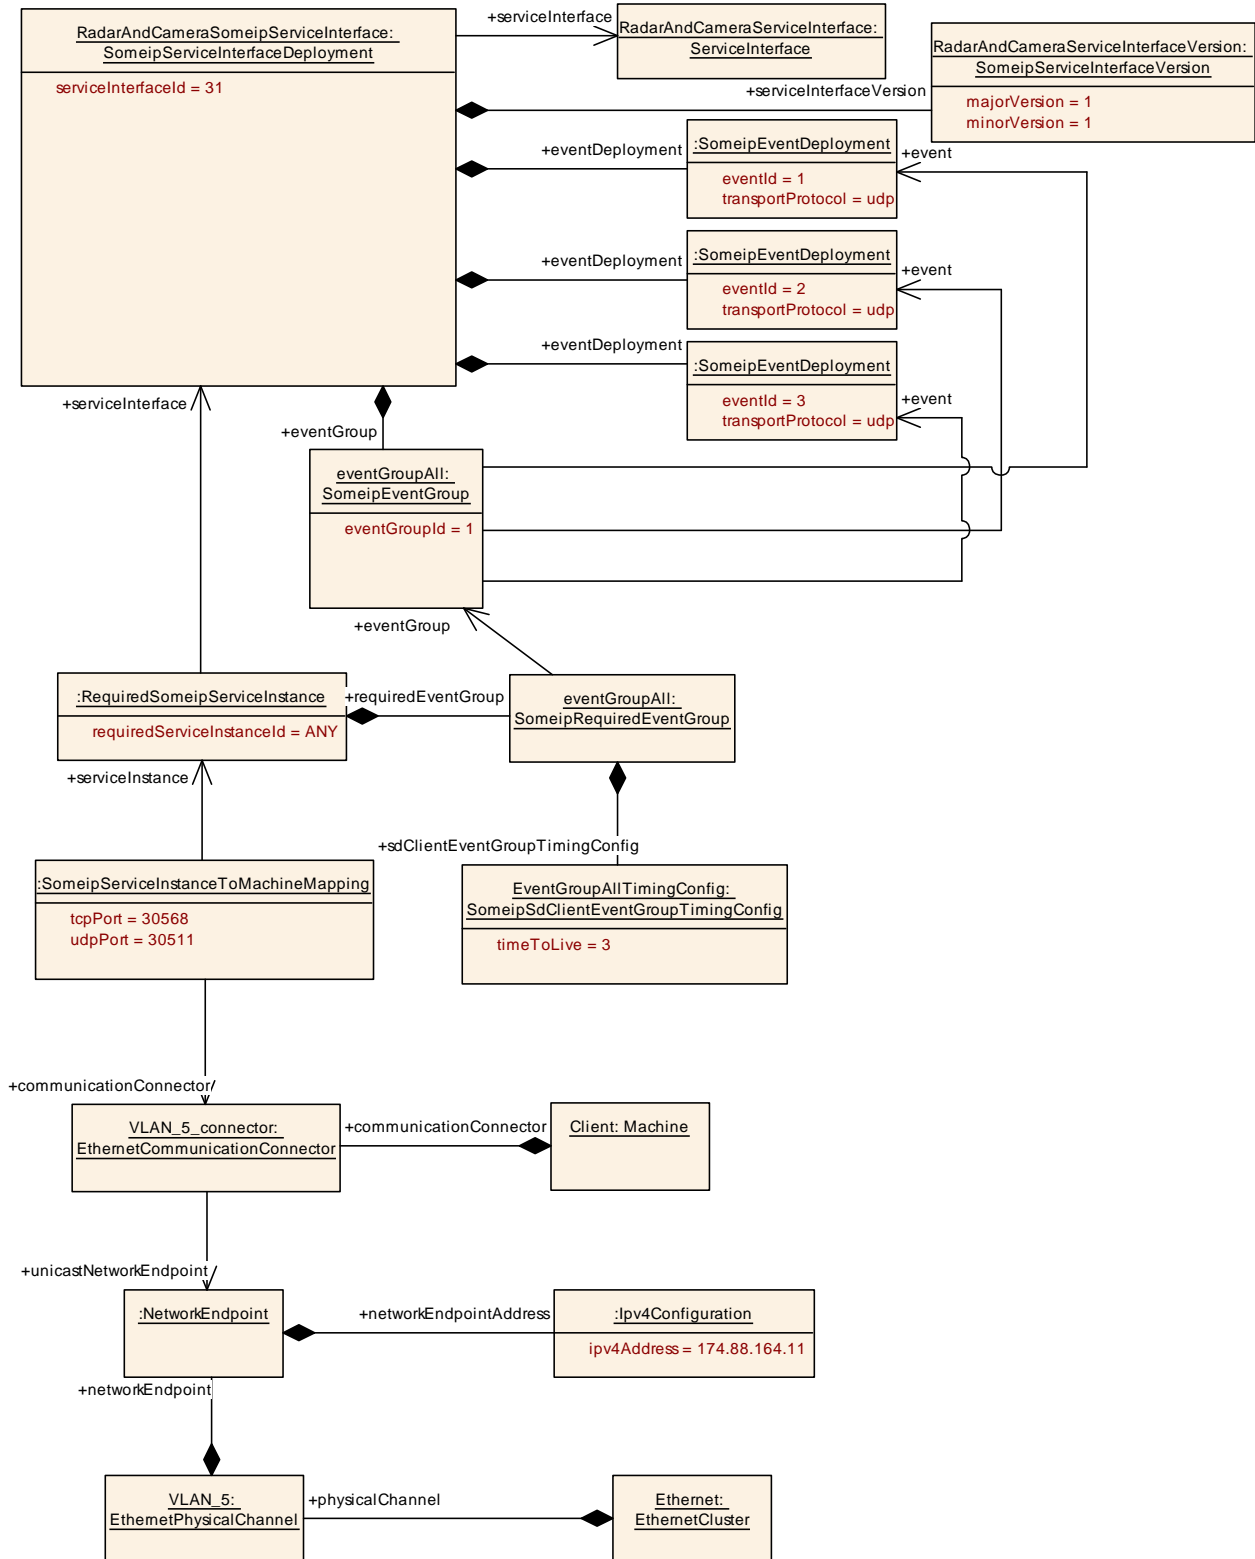 RadarAndCameraSomeipServiceInterface:
SomeipServiceInterfaceDeployment
serviceInterfaceId = 31
+serviceInterface
RadarAndCameraServiceInterface:
ServiceInterface
+serviceInterfaceVersion
RadarAndCameraServiceInterfaceVersion:
SomeipServiceInterfaceVersion
majorVersion = 1
minorVersion = 1
+eventDeployment
:SomeipEventDeployment
eventId = 1
transportProtocol = udp
+event
+eventDeployment
:SomeipEventDeployment
eventId = 2
transportProtocol = udp
+event
+eventDeployment
:SomeipEventDeployment
eventId = 3
transportProtocol = udp
+event
+serviceInterface
+eventGroup
eventGroupAll:
SomeipEventGroup
eventGroupId = 1
+eventGroup
:RequiredSomeipServiceInstance
requiredServiceInstanceId = ANY
+requiredEventGroup
eventGroupAll:
SomeipRequiredEventGroup
+serviceInstance
+sdClientEventGroupTimingConfig
:SomeipServiceInstanceToMachineMapping
tcpPort = 30568
udpPort = 30511
EventGroupAllTimingConfig:
SomeipSdClientEventGroupTimingConfig
timeToLive = 3
+communicationConnector
VLAN_5_connector:
EthernetCommunicationConnector
+communicationConnector
Client: Machine
+unicastNetworkEndpoint
:NetworkEndpoint
+networkEndpointAddress
:Ipv4Configuration
ipv4Address = 174.88.164.11
+networkEndpoint
VLAN_5:
EthernetPhysicalChannel
+physicalChannel
Ethernet:
EthernetCluster